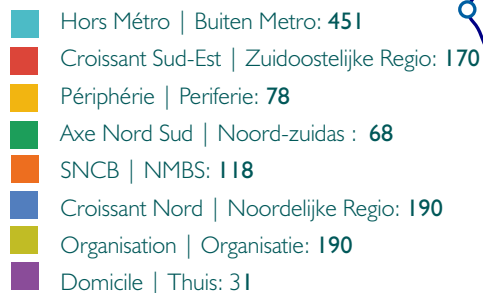 Hors Métro | Buiten Metro: 451
Croissant Sud-Est | Zuidoostelijke Regio: 170
Périphérie | Periferie: 78
Axe Nord Sud | Noord-zuidas : 68
SNCB | NMBS: 118
Croissant Nord | Noordelijke Regio: 190
Organisation | Organisatie: 190
Domicile | Thuis: 31